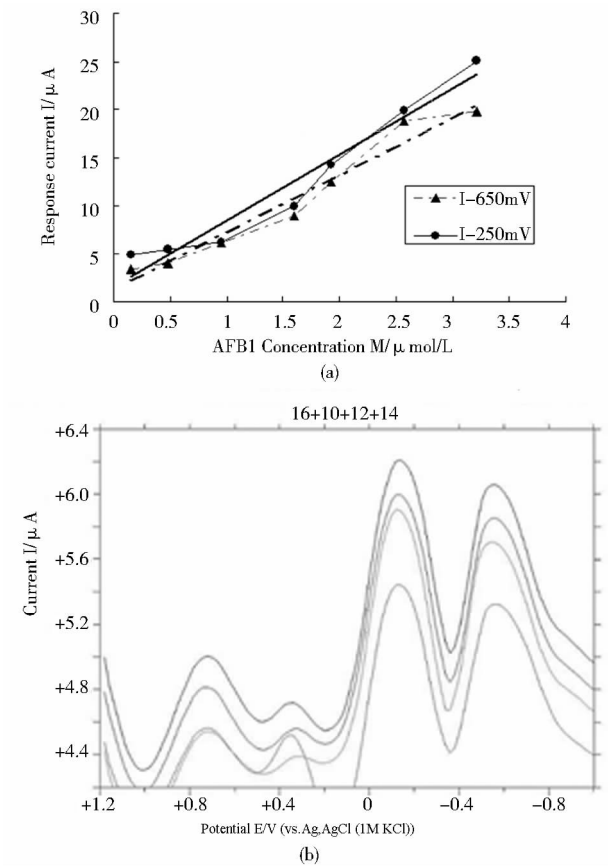 30
25
20
15
10
5
0
Response current I/μ A
I-650mV
I-250mV
0 0.5 1 1.5 2 2.5 3 3.5 4
AFB1 Concentration M/μ mol/L
(a)
16+10+12+14
+6.4
+6.0
+5.6
+5.2
+4.8
+4.4
Current I/μ A
+1.2 +0.8 +0.4 0 −0.4 −0.8
Potential E/V (vs.Ag,AgCl (1M KCl))
(b)